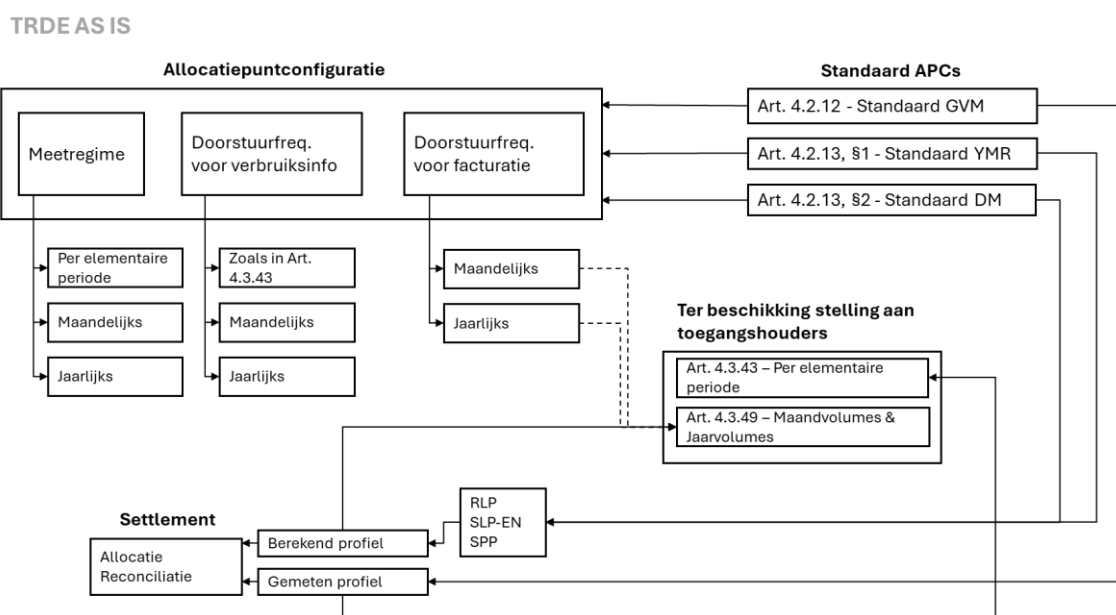 TRDE AS IS
Allocatiepuntconfiguratie
Meetregime
Doorstuurfreq.
voor verbruiksinfo
Doorstuurfreq.
voor facturatie
Per elementaire
periode
Maandelijks
Jaarlijks
Zoals in Art.
4.3.43
Maandelijks
Jaarlijks
Maandelijks
Jaarlijks
Standaard APCs
Art. 4.2.12 - Standaard GVM
Art. 4.2.13, §1 - Standaard YMR
Art. 4.2.13, §2 - Standaard DM
Ter beschikking stelling aan
toegangshouders
Art. 4.3.43 – Per elementaire
periode
Art. 4.3.49 – Maandvolumes &
Jaarvolumes
RLP
SLP-EN
SPP
Settlement
Allocatie
Reconciliatie
Berekend profiel
Gemeten profiel